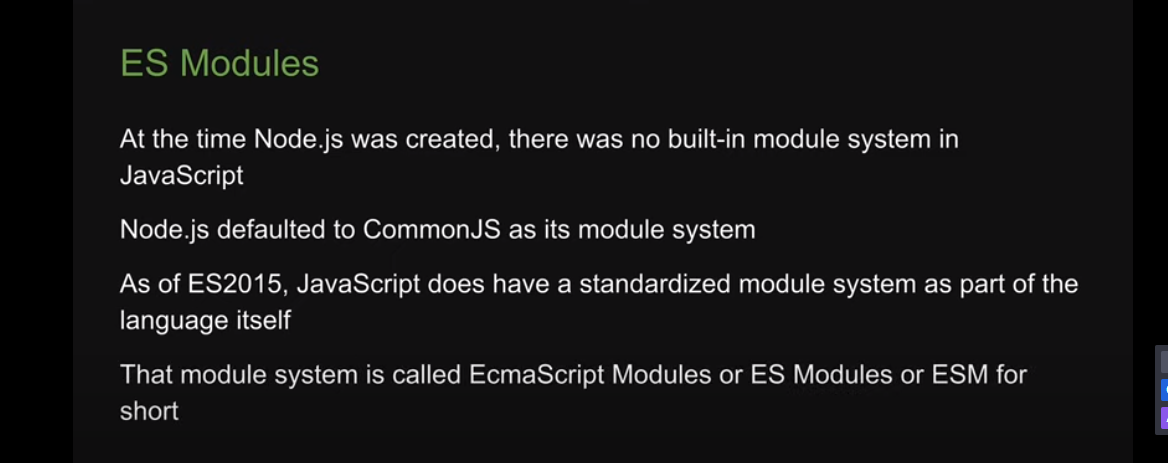 ES Modules
At the time Node.js was created, there was no built-in module system in
JavaScript
Node.js defaulted to CommonJS as its module system
As of ES2015, JavaScript does have a standardized module system as part of the
language itself
That module system is called EcmaScript Modules or ES Modules or ESM for
short